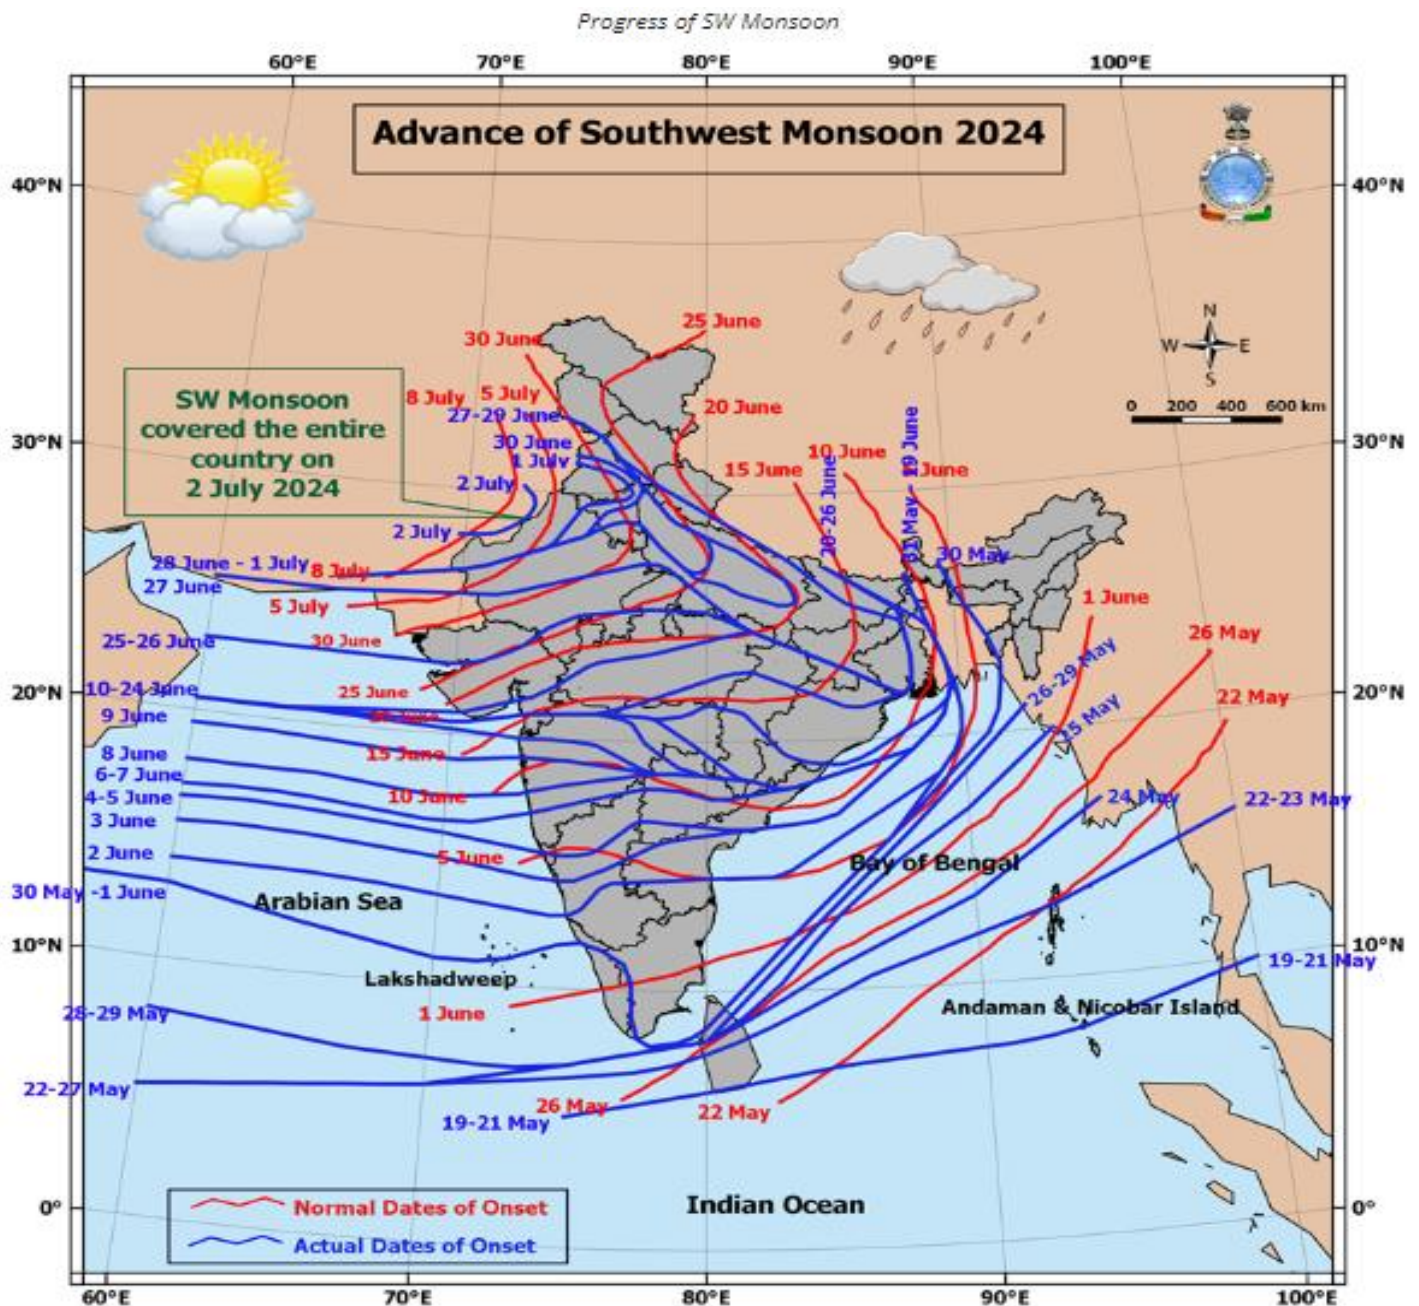 Progress of SW Monsoon
60°E 70°E 80°E 90°E 100°E
Advance of Southwest Monsoon 2024
40°N 40°N
N
W E
S
25 June
30 June
8 July 5 July
20 June
0 200 400 600 km
SW Monsoon
covered the entire
country on
2 July 2024
27-29 June
30°N 30°N
30 June
1 July
10 June
15 June
2 July
2 July
31 May - 19 June
30 May
28 June - 1 July 8 July
27 June
5 July
1 June
26 May
25-26 June
30 June
26-29 May
10-24 June
25 June
20°N 20°N
22 May
25 May
9 June
8 June
15 June
6-7 June
10 June
4-5 June
24 May
22-23 May
3 June
2 June
5 June
Bay of Bengal
30 May -1 June
Arabian Sea
10°N 10°N
19-21 May
Lakshadweep
Andaman & Nicobar Island
28-29 May
1 June
22-27 May
26 May
22 May
19-21 May
0° 0°
Indian Ocean
Normal Dates of Onset
Actual Dates of Onset
60°E 70°E 80°E 90°E 100°E